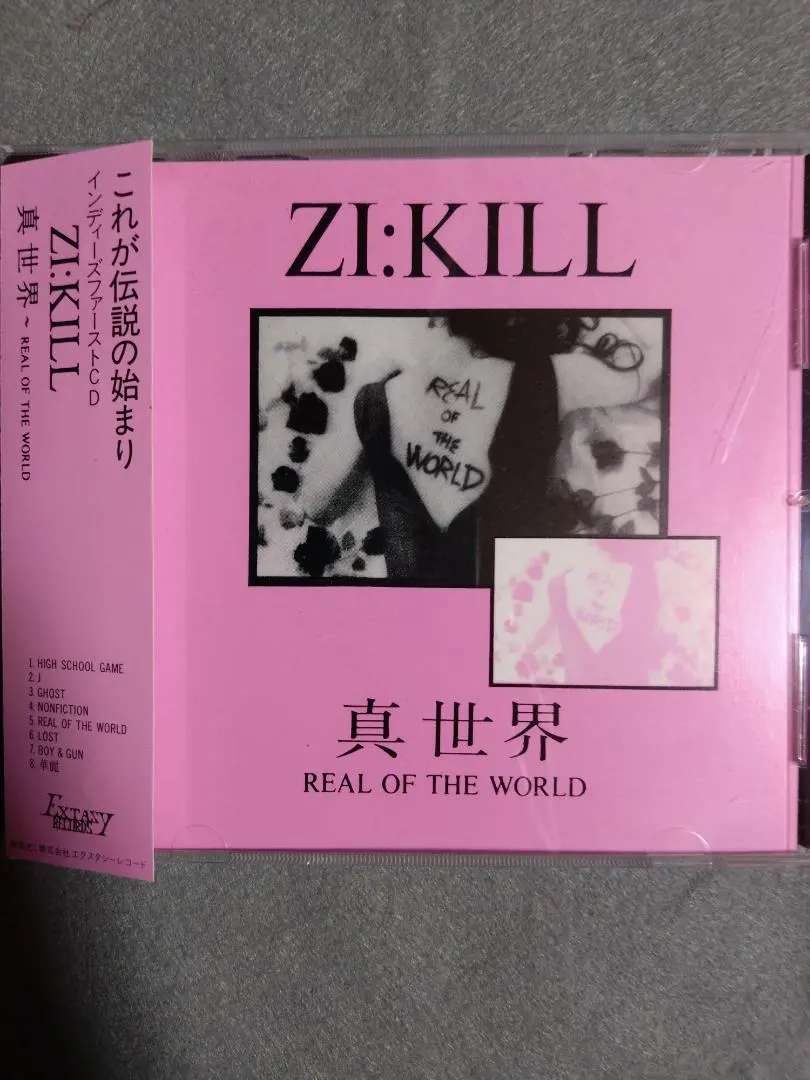 これが伝説の始まり
インディーズファーストCD
ZI:KILL
真世界~REAL OF THE WORLD
1. HIGH SCHOOL GAME
2. J
3. GHOST
4. NONFICTION
5. REAL OF THE WORLD
6. LOST
7. BOY & GUN
8. 華麗
EXTASY
RECORDS
株式会社エクスタシーレコード
ZI:KILL
REAL
OF
THE
WORLD
REAL
OF
THE
WORLD
真世界
REAL OF THE WORLD